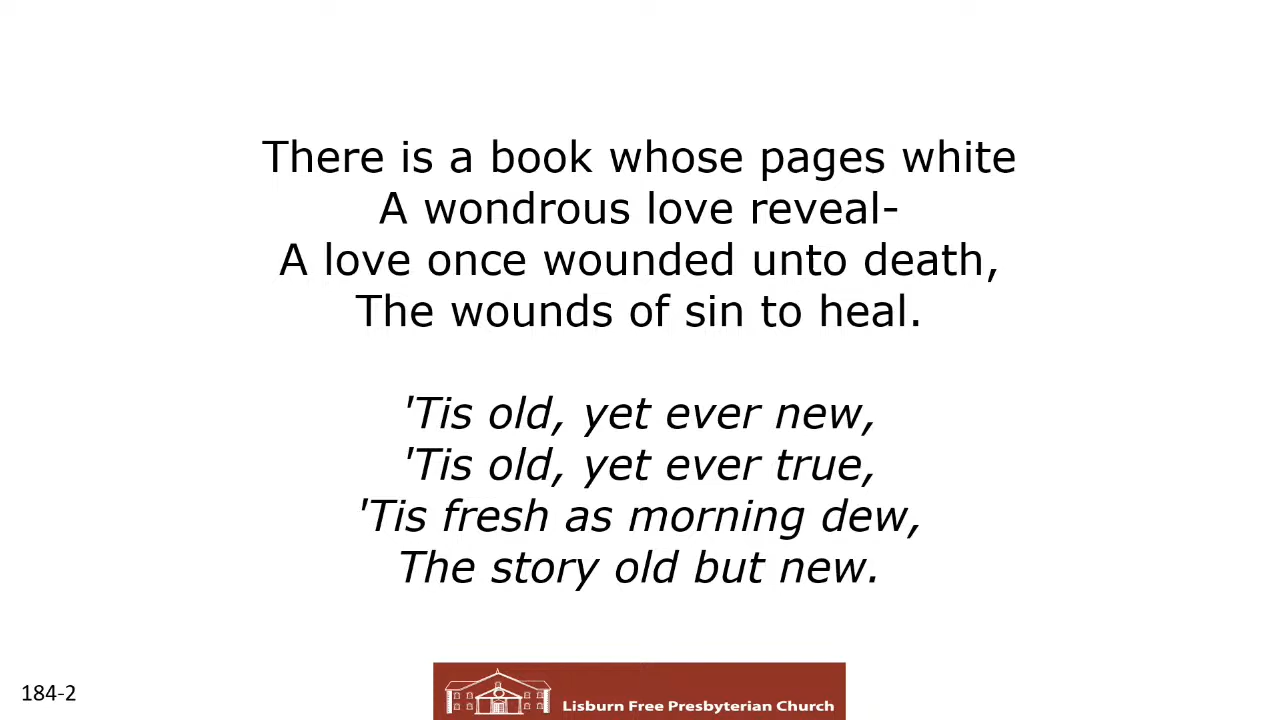 There is a book whose pages white
A wondrous love reveal-
A love once wounded unto death,
The wounds of sin to heal.
'Tis old, yet ever new,
'Tis old, yet ever true,
'Tis fresh as morning dew,
The story old but new.
184-2
Lisburn Free Presbyterian Church